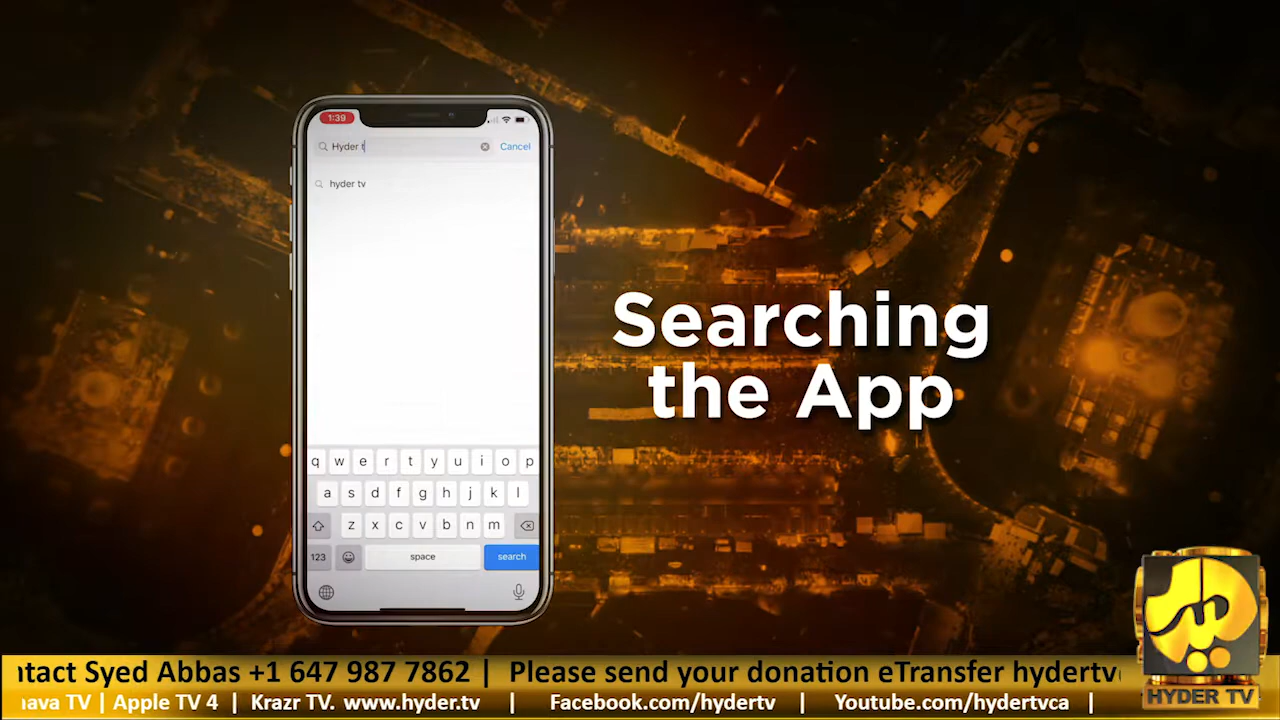 1:39
Hyder t
Cancel
hyder tv
Searching
the App
q w e r t y u i o p
a s d f g h j k l
z x c v b n m
123
space
search
ntact Syed Abbas +1 647 987 7862 | Please send your donation eTransfer hydertv
ava TV | Apple TV 4 | Krazr TV. www.hyder.tv | Facebook.com/hydertv | Youtube.com/hydertvca |
HYDER TV